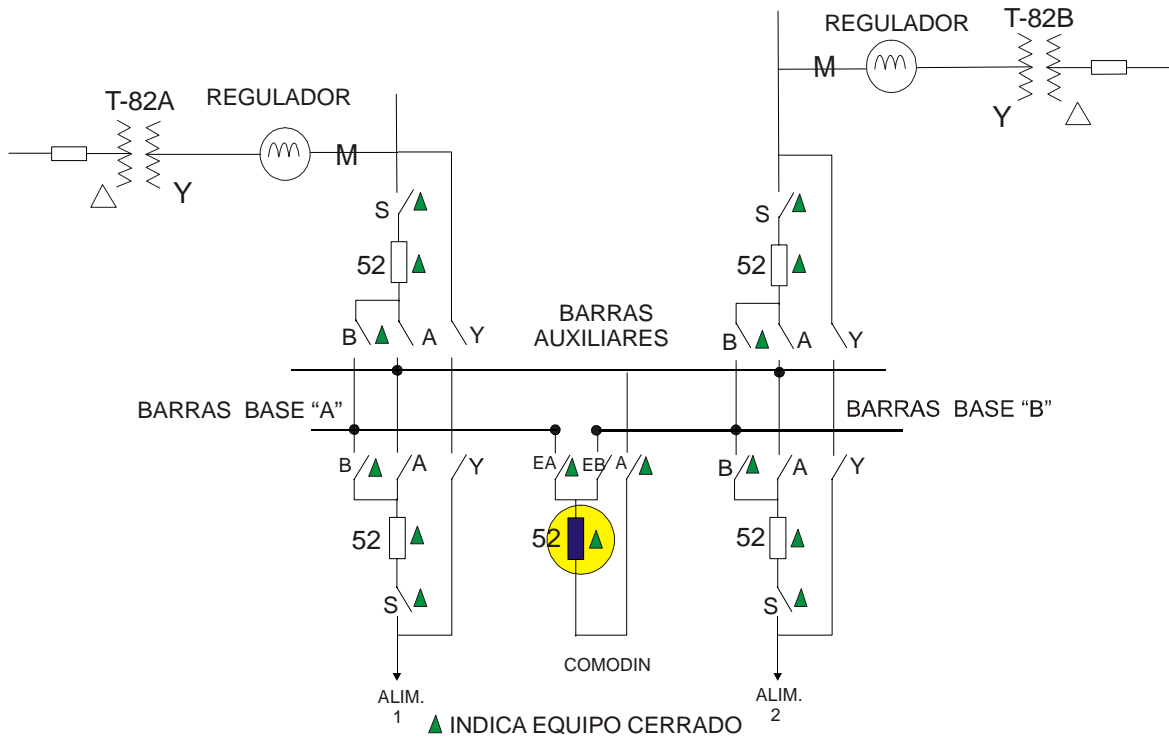 REGULADOR
T-82B
M
Y
T-82A
REGULADOR
M
Y
S
52
B
A
Y
S
52
B
A
Y
BARRAS
AUXILIARES
BARRAS BASE “A”
BARRAS BASE “B”
B
A
Y
EA
EB
A
B
A
Y
52
52
52
S
S
COMODIN
ALIM.
1
ALIM.
2
INDICA EQUIPO CERRADO